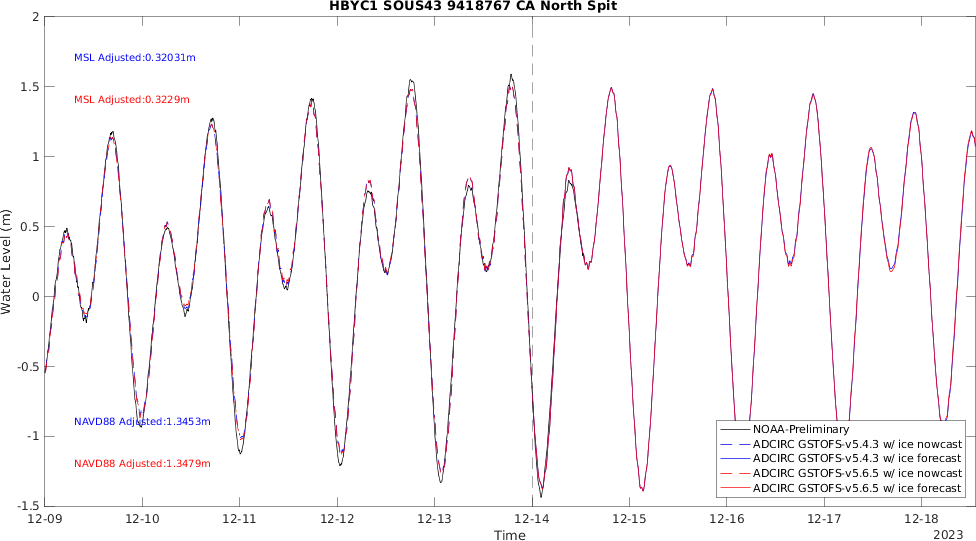 HBYC1 SOUS43 9418767 CA North Spit
2
MSL Adjusted:0.32031m
1.5
MSL Adjusted:0.3229m
1
0.5
Water Level (m)
0
-0.5
NAVD88 Adjusted:1.3453m
-1
NAVD88 Adjusted:1.3479m
-1.5
NOAA-Preliminary
ADCIRC GSTOFS-v5.4.3 w/ ice nowcast
ADCIRC GSTOFS-v5.4.3 w/ ice forecast
ADCIRC GSTOFS-v5.6.5 w/ ice nowcast
ADCIRC GSTOFS-v5.6.5 w/ ice forecast
12-09 12-10 12-11 12-12 12-13 12-14 12-15 12-16 12-17 12-18
Time
2023